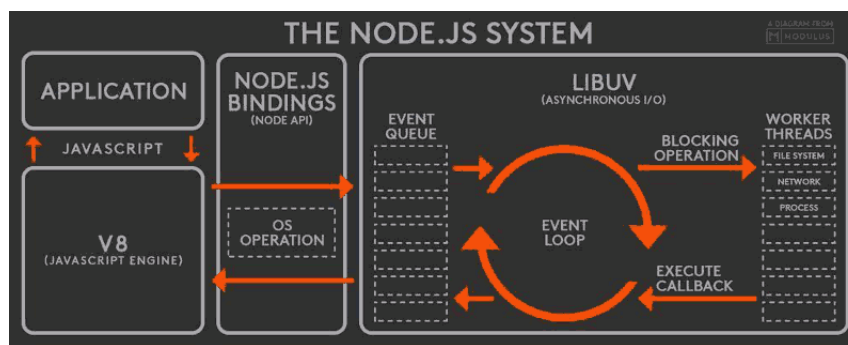 THE NODE.JS SYSTEM
A DIAGRAM FROM
MODULUS
APPLICATION
JAVASCRIPT
V8
(JAVASCRIPT ENGINE)
NODE.JS
BINDINGS
(NODE API)
OS
OPERATION
LIBUV
(ASYNCHRONOUS I/O)
EVENT
QUEUE
EVENT
LOOP
BLOCKING
OPERATION
EXECUTE
CALLBACK
WORKER
THREADS
FILE SYSTEM
NETWORK
PROCESS